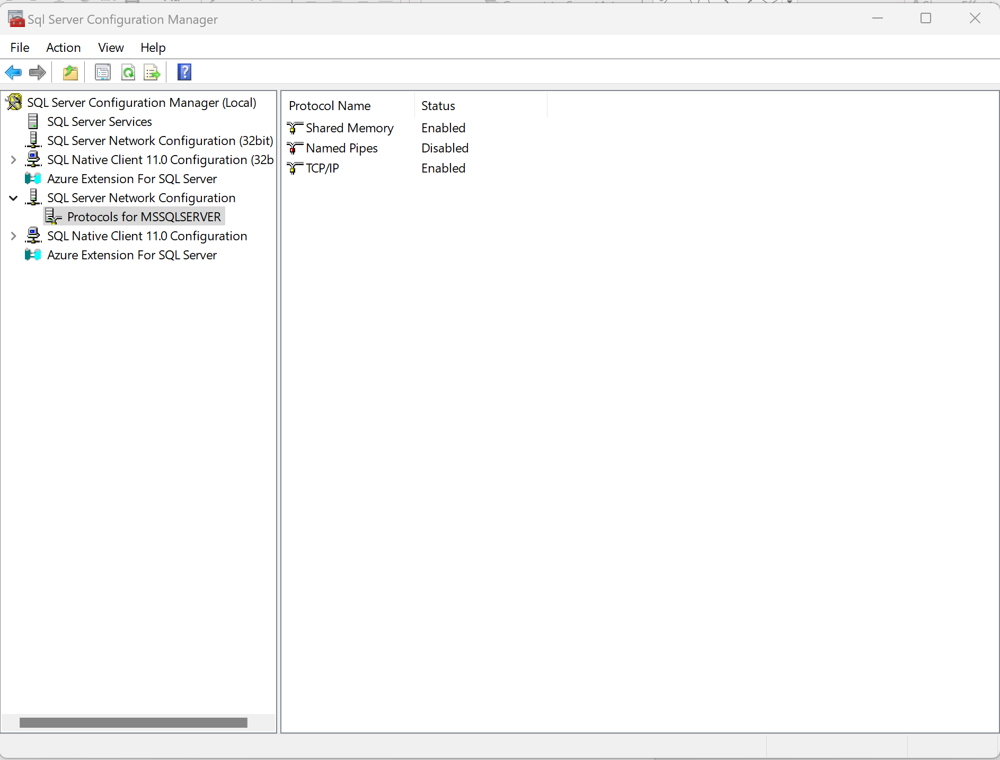 Sql Server Configuration Manager
File Action View Help
SQL Server Configuration Manager (Local)
SQL Server Services
SQL Server Network Configuration (32bit)
SQL Native Client 11.0 Configuration (32b
Azure Extension For SQL Server
SQL Server Network Configuration
Protocols for MSSQLSERVER
SQL Native Client 11.0 Configuration
Azure Extension For SQL Server
Protocol Name Status
Shared Memory Enabled
Named Pipes Disabled
TCP/IP Enabled